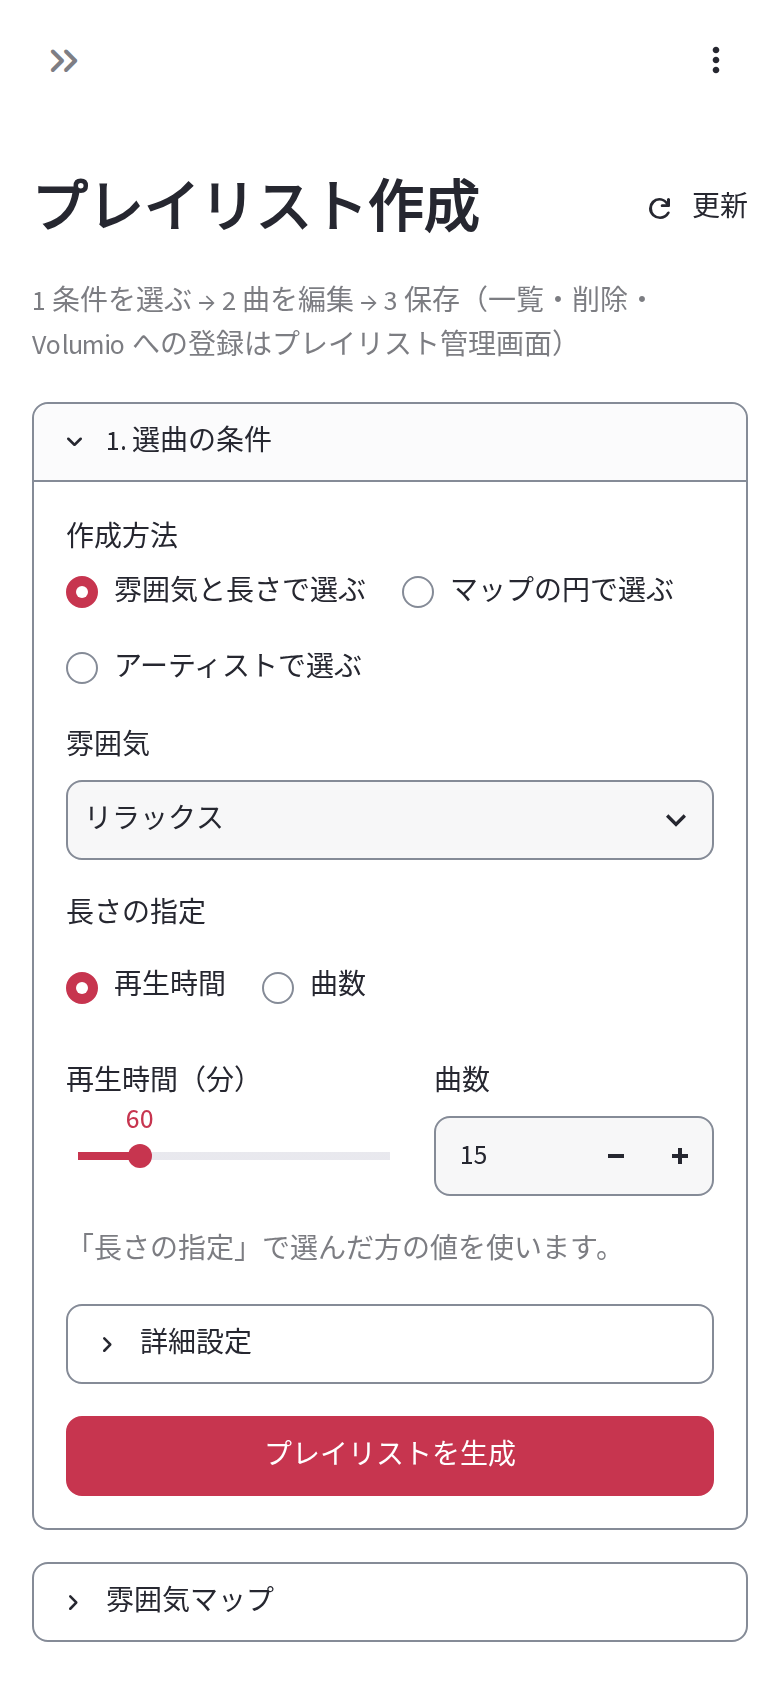 プレイリスト作成
更新
1 条件を選ぶ → 2 曲を編集 → 3 保存（一覧・削除・
Volumio への登録はプレイリスト管理画面）
1. 選曲の条件
作成方法
雰囲気と長さで選ぶ マップの円で選ぶ
アーティストで選ぶ
雰囲気
リラックス
長さの指定
再生時間 曲数
再生時間（分） 曲数
60
15
「長さの指定」で選んだ方の値を使います。
詳細設定
プレイリストを生成
雰囲気マップ